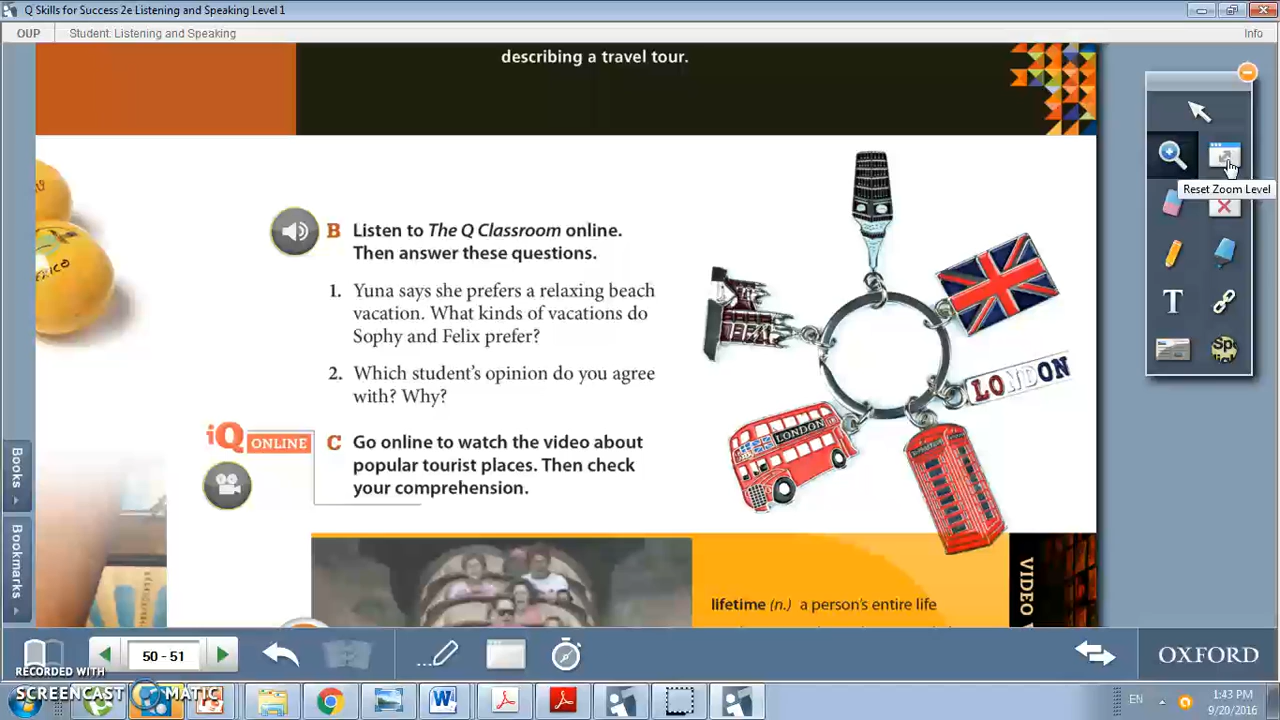 Q Skills for Success 2e Listening and Speaking Level 1
OUP
Student: Listening and Speaking
Info
describing a travel tour.
Reset Zoom Level
B Listen to The Q Classroom online.
Then answer these questions.
1. Yuna says she prefers a relaxing beach
vacation. What kinds of vacations do
Sophy and Felix prefer?
2. Which student's opinion do you agree
with? Why?
iQ ONLINE
C Go online to watch the video about
popular tourist places. Then check
your comprehension.
LONDON
LONDON
T
Books
Bookmarks
lifetime (n.) a person's entire life
VIDEO
50 - 51
OXFORD
RECORDED WITH
SCREENCAST MATIC
W
EN
1:43 PM
9/20/2016